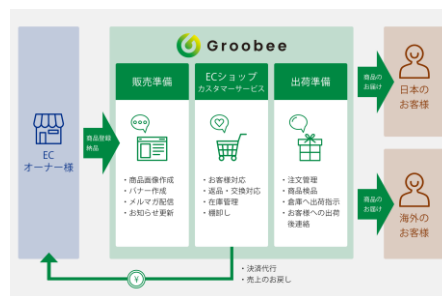 Groobee
販売準備
ECショップ
カスタマーサービス
出荷準備
EC
オーナー様
商品登録
納品
・商品画像作成
・バナー作成
・メルマガ配信
・お知らせ更新
・お客様対応
・返品・交換対応
・在庫管理
・棚卸し
・注文管理
・商品検品
・倉庫へ出荷指示
・お客様への出荷
後連絡
商品の
お届け
日本の
お客様
商品の
お届け
海外の
お客様
¥
・決済代行
・売上のお戻し